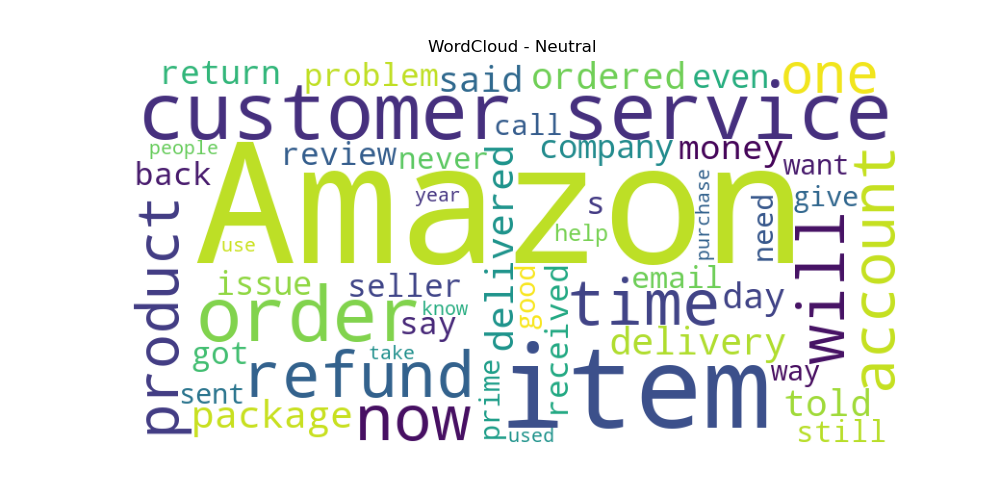 WordCloud - Neutral
return
problem
said
ordered
even
one
customer service
call
people
review
never
company
money
want
back
Amazon
year
s
purchase
need
give
account
product
use
help
delivered
will
issue
seller
good
received
email
day
order
know
say
time
got
take
delivery
sent
refund
prime
item
way
package
now
used
told
still